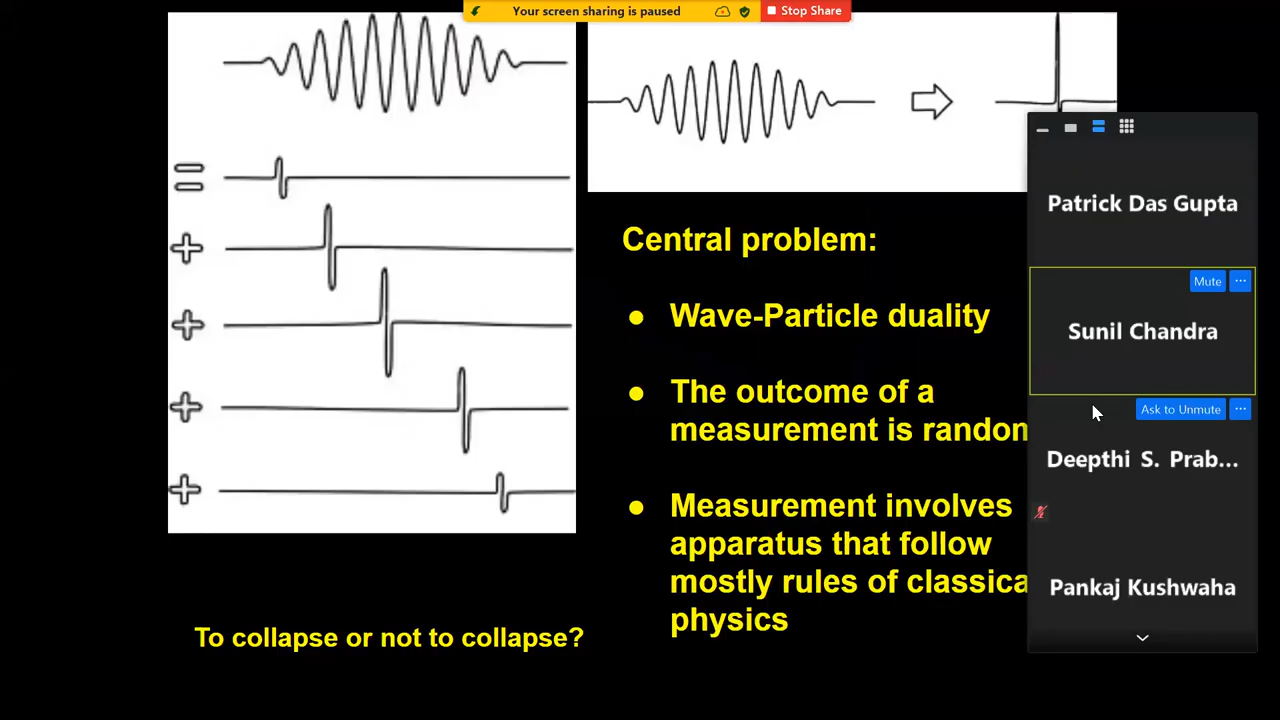 Your screen sharing is paused
Stop Share
Central problem:
Wave-Particle duality
The outcome of a
measurement is random
Measurement involves
apparatus that follow
mostly rules of classica
physics
To collapse or not to collapse?
Patrick Das Gupta
Mute
Sunil Chandra
Ask to Unmute
Deepthi S. Prab...
Pankaj Kushwaha